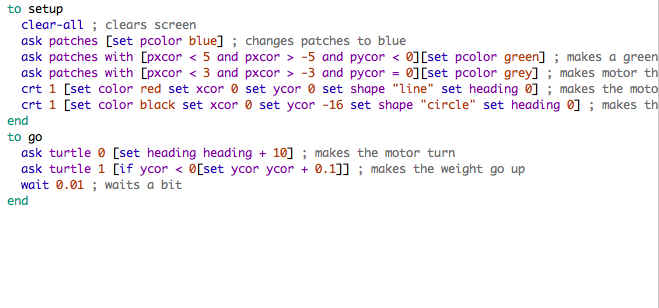 to setup
  clear-all ; clears screen
  ask patches [set pcolor blue] ; changes patches to blue
  ask patches with [pxcor < 5 and pxcor > -5 and pycor < 0][set pcolor green] ; makes a green
  ask patches with [pxcor < 3 and pxcor > -3 and pycor = 0][set pcolor grey] ; makes motor th
  crt 1 [set color red set xcor 0 set ycor 0 set shape "line" set heading 0] ; makes the moto
  crt 1 [set color black set xcor 0 set ycor -16 set shape "circle" set heading 0] ; makes th
end
to go
  ask turtle 0 [set heading heading + 10] ; makes the motor turn
  ask turtle 1 [if ycor < 0[set ycor ycor + 0.1]] ; makes the weight go up
  wait 0.01 ; waits a bit
end